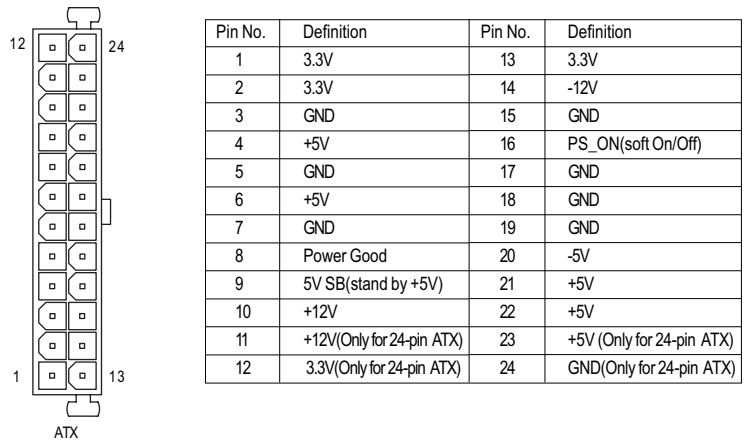 12 24
1 13
ATX
Pin No. Definition Pin No. Definition
1 3.3V 13 3.3V
2 3.3V 14 -12V
3 GND 15 GND
4 +5V 16 PS_ON(soft On/Off)
5 GND 17 GND
6 +5V 18 GND
7 GND 19 GND
8 Power Good 20 -5V
9 5V SB(stand by +5V) 21 +5V
10 +12V 22 +5V
11 +12V(Only for 24-pin ATX) 23 +5V (Only for 24-pin ATX)
12 3.3V(Only for 24-pin ATX) 24 GND(Only for 24-pin ATX)